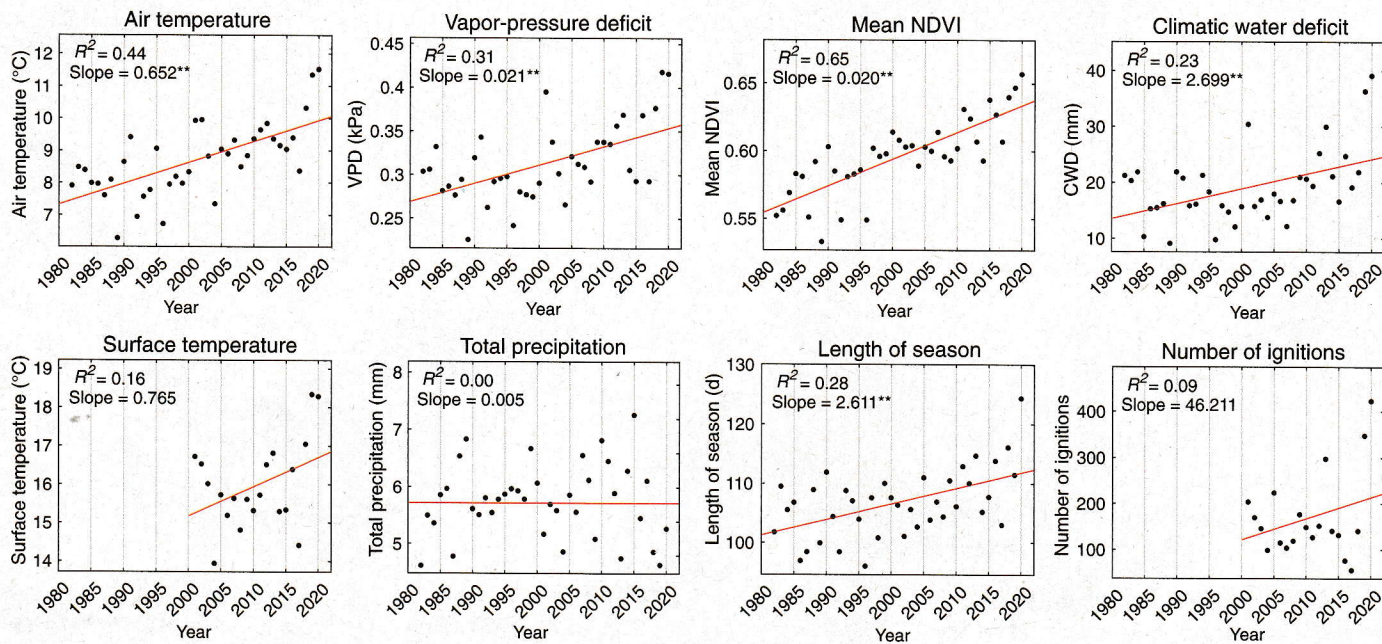 Air temperature
R² = 0.44
Slope = 0.652**
Air temperature (°C)
12
11
10
9
8
7
1980
1985
1990
1995
2000
2005
2010
2015
2020
Year
Vapor-pressure deficit
R² = 0.31
Slope = 0.021**
VPD (kPa)
0.45
0.4
0.35
0.3
0.25
1980
1985
1990
1995
2000
2005
2010
2015
2020
Year
Mean NDVI
R² = 0.65
Slope = 0.020**
Mean NDVI
0.65
0.60
0.55
1980
1985
1990
1995
2000
2005
2010
2015
2020
Year
Climatic water deficit
R² = 0.23
Slope = 2.699**
CWD (mm)
40
30
20
10
1980
1985
1990
1995
2000
2005
2010
2015
2020
Year
Surface temperature
R² = 0.16
Slope = 0.765
Surface temperature (°C)
19
18
17
16
15
14
1980
1985
1990
1995
2000
2005
2010
2015
2020
Year
Total precipitation
R² = 0.00
Slope = 0.005
Total precipitation (mm)
8
7
6
5
1980
1985
1990
1995
2000
2005
2010
2015
2020
Year
Length of season
R² = 0.28
Slope = 2.611**
Length of season (d)
130
120
110
100
1980
1985
1990
1995
2000
2005
2010
2015
2020
Year
Number of ignitions
R² = 0.09
Slope = 46.211
Number of ignitions
400
300
200
100
1980
1985
1990
1995
2000
2005
2010
2015
2020
Year